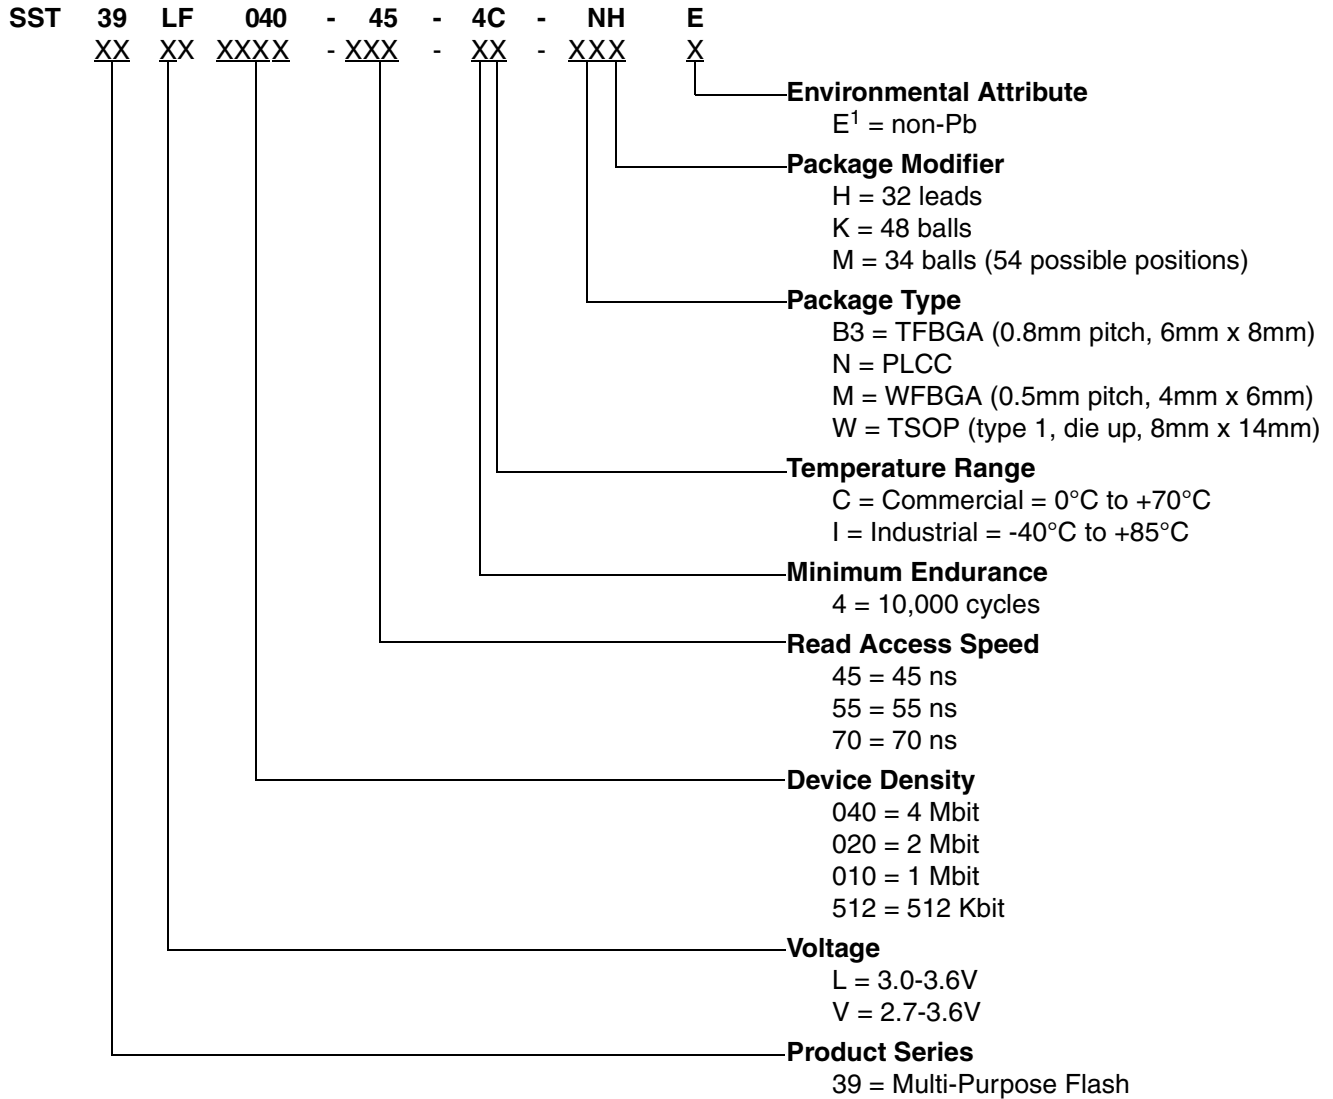 SST 39 LF 040 - 45 - 4C - NH E
XX XX XXXX - XXX - XX - XXX X
Environmental Attribute
E1 = non-Pb
Package Modifier
H = 32 leads
K = 48 balls
M = 34 balls (54 possible positions)
Package Type
B3 = TFBGA (0.8mm pitch, 6mm x 8mm)
N = PLCC
M = WFBGA (0.5mm pitch, 4mm x 6mm)
W = TSOP (type 1, die up, 8mm x 14mm)
Temperature Range
C = Commercial = 0°C to +70°C
I = Industrial = -40°C to +85°C
Minimum Endurance
4 = 10,000 cycles
Read Access Speed
45 = 45 ns
55 = 55 ns
70 = 70 ns
Device Density
040 = 4 Mbit
020 = 2 Mbit
010 = 1 Mbit
512 = 512 Kbit
Voltage
L = 3.0-3.6V
V = 2.7-3.6V
Product Series
39 = Multi-Purpose Flash